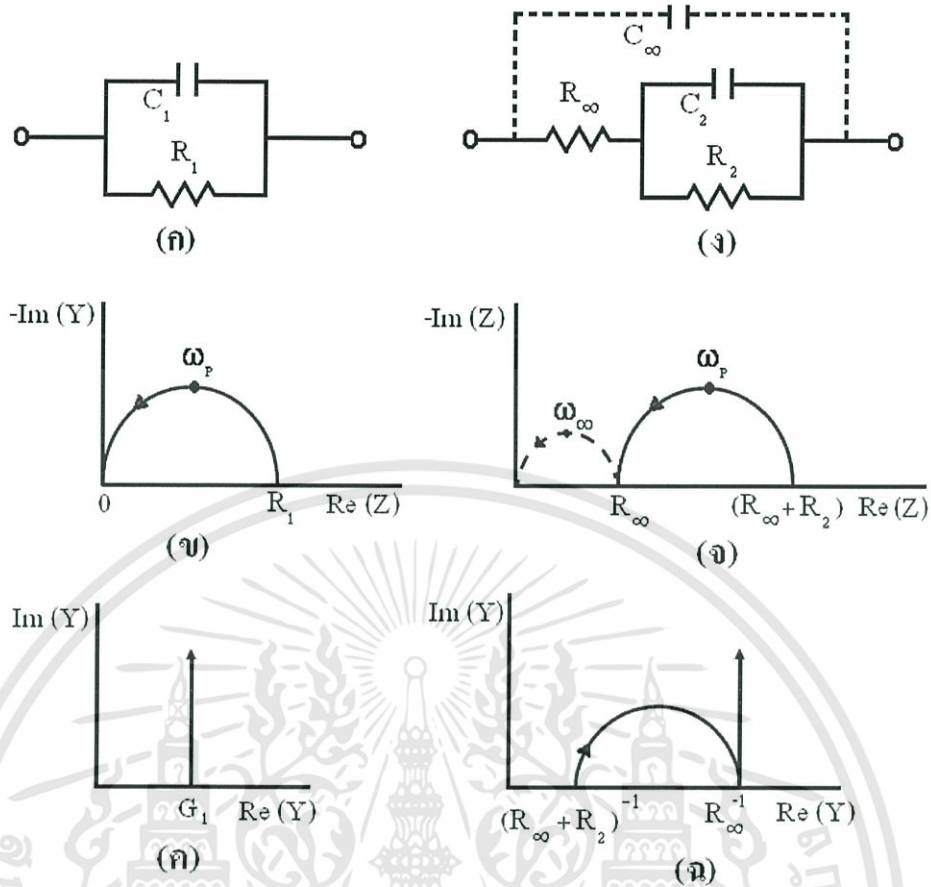 C∞
C₁
R₁
(ก)
R∞
C₂
R₂
(ง)
-Im (Y)
ωₚ
0
R₁
Re (Z)
(ข)
-Im (Z)
ω∞
ωₚ
R∞
(R∞+R₂)
Re (Z)
(จ)
Im (Y)
G₁
Re (Y)
(ค)
Im (Y)
(R∞+R₂)⁻¹
R∞⁻¹
Re (Y)
(ฉ)